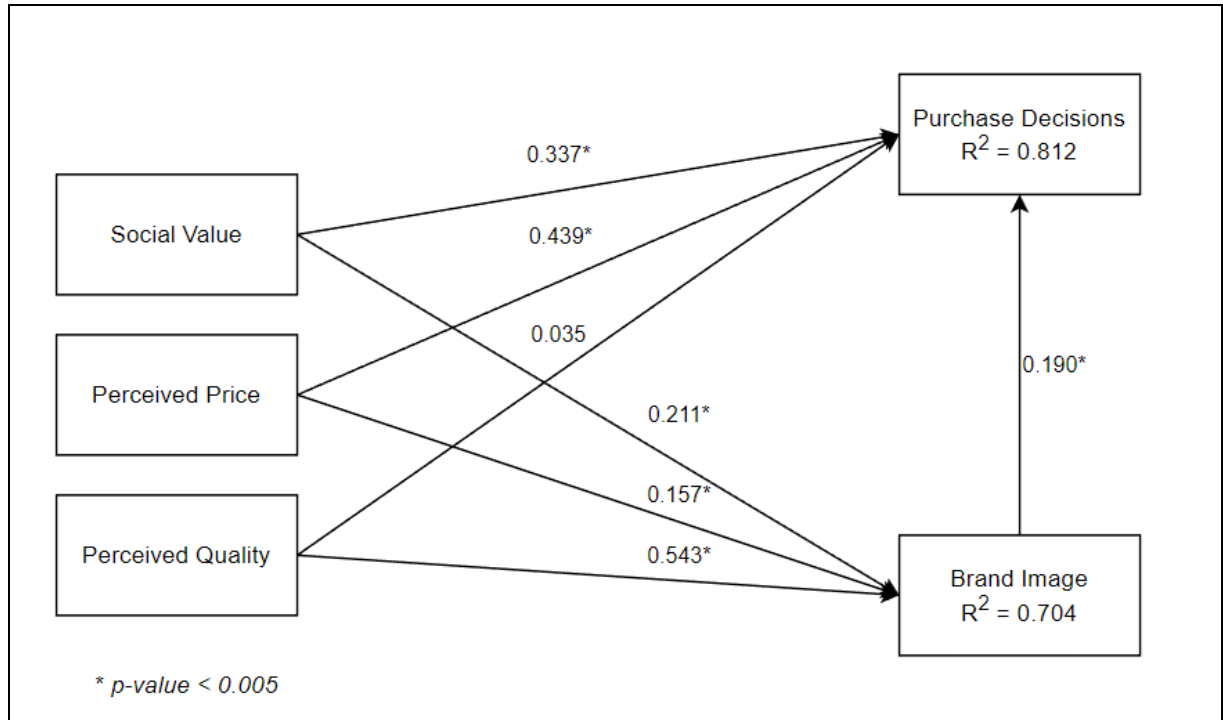 Purchase Decisions
R² = 0.812
0.337*
Social Value
0.439*
0.035
0.190*
Perceived Price
0.211*
0.157*
Perceived Quality
0.543*
Brand Image
R² = 0.704
* p-value < 0.005